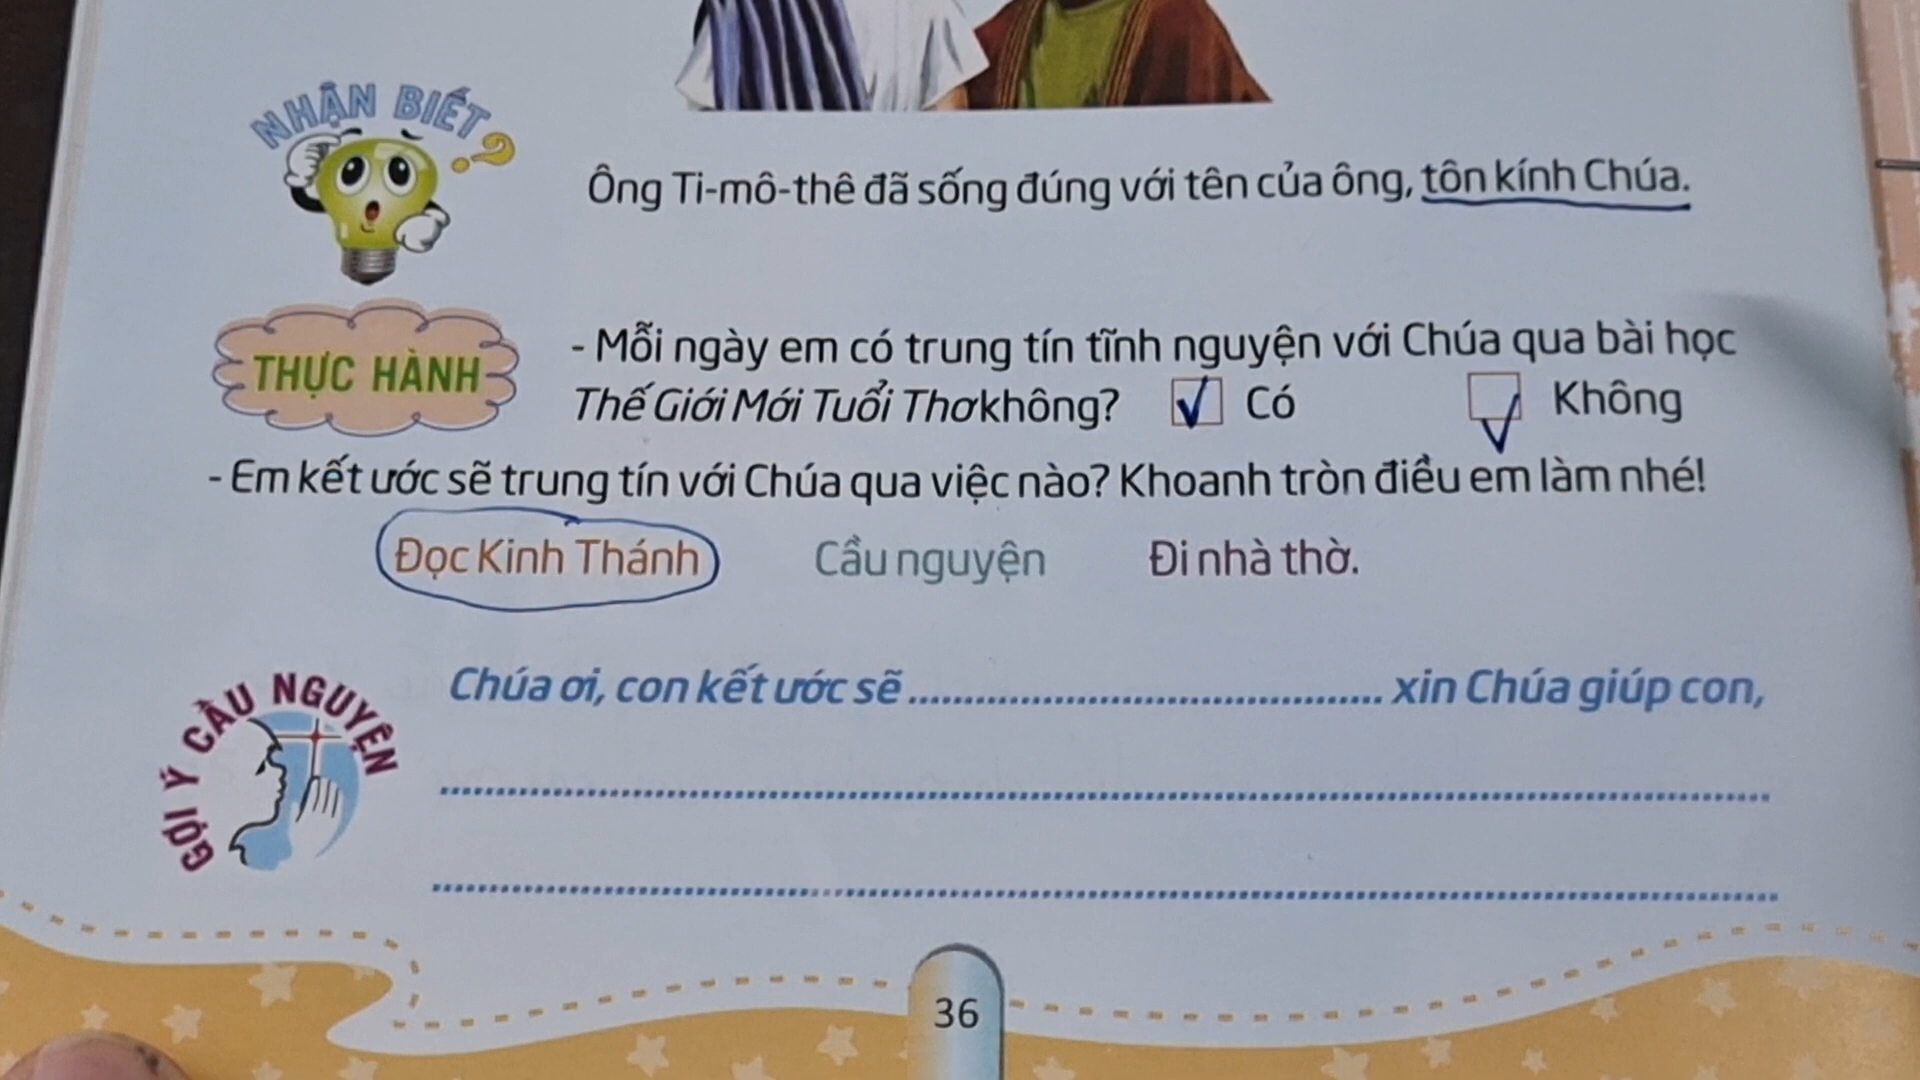 NHẬN BIẾT?
Ông Ti-mô-thê đã sống đúng với tên của ông, tôn kính Chúa.
THỰC HÀNH
- Mỗi ngày em có trung tín tĩnh nguyện với Chúa qua bài học
Thế Giới Mới Tuổi Thơ không? Có Không
- Em kết ước sẽ trung tín với Chúa qua việc nào? Khoanh tròn điều em làm nhé!
Đọc Kinh Thánh Cầu nguyện Đi nhà thờ.
GỢI Ý CẦU NGUYỆN
Chúa ơi, con kết ước sẽ ........................................ xin Chúa giúp con,
36